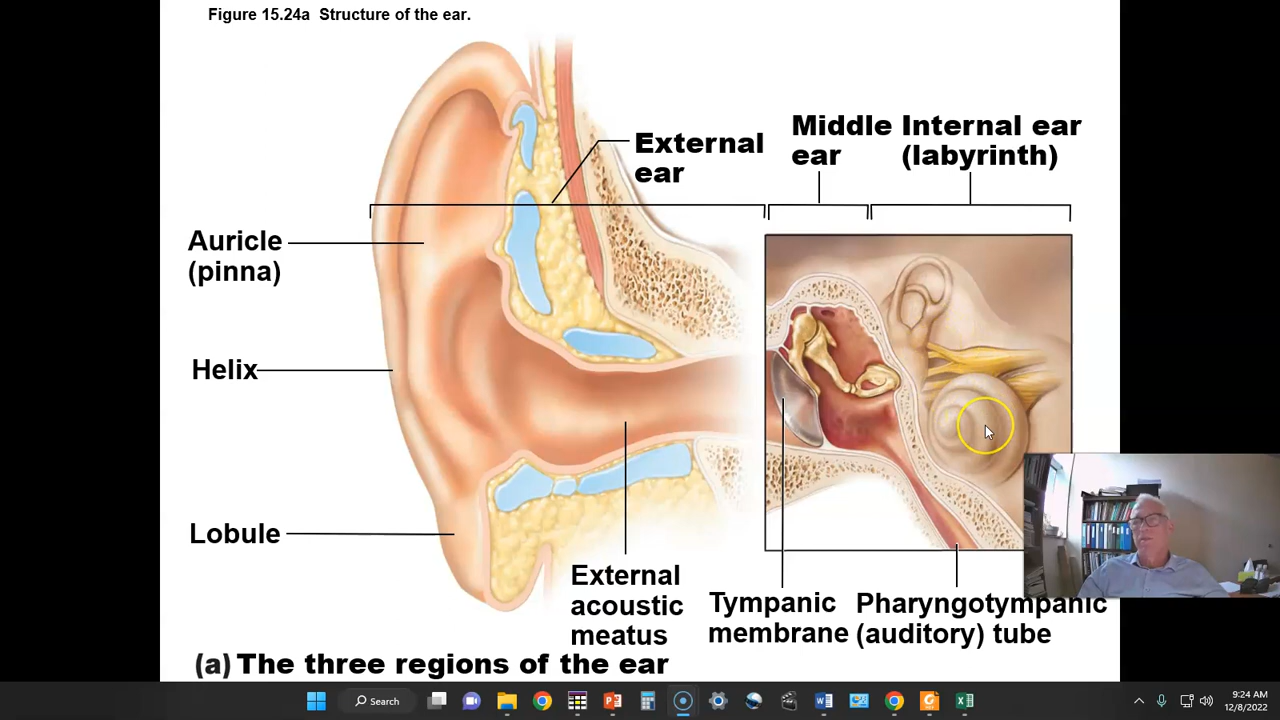 Figure 15.24a Structure of the ear.
External
ear
Middle
ear
Internal ear
(labyrinth)
Auricle
(pinna)
Helix
Lobule
External
acoustic
meatus
Tympanic
membrane
Pharyngotympanic
(auditory) tube
(a) The three regions of the ear
Search
9:24 AM
12/8/2022